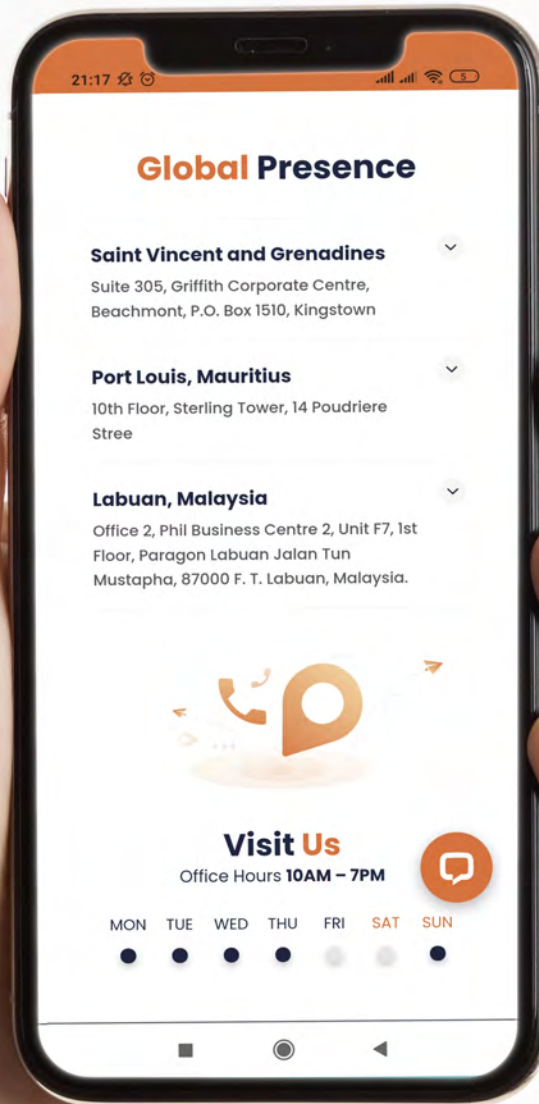 21:17
5
Global Presence
Saint Vincent and Grenadines
Suite 305, Griffith Corporate Centre,
Beachmont, P.O. Box 1510, Kingstown
Port Louis, Mauritius
10th Floor, Sterling Tower, 14 Poudriere
Stree
Labuan, Malaysia
Office 2, Phil Business Centre 2, Unit F7, 1st
Floor, Paragon Labuan Jalan Tun
Mustapha, 87000 F. T. Labuan, Malaysia.
Visit Us
Office Hours 10AM – 7PM
MON TUE WED THU FRI SAT SUN